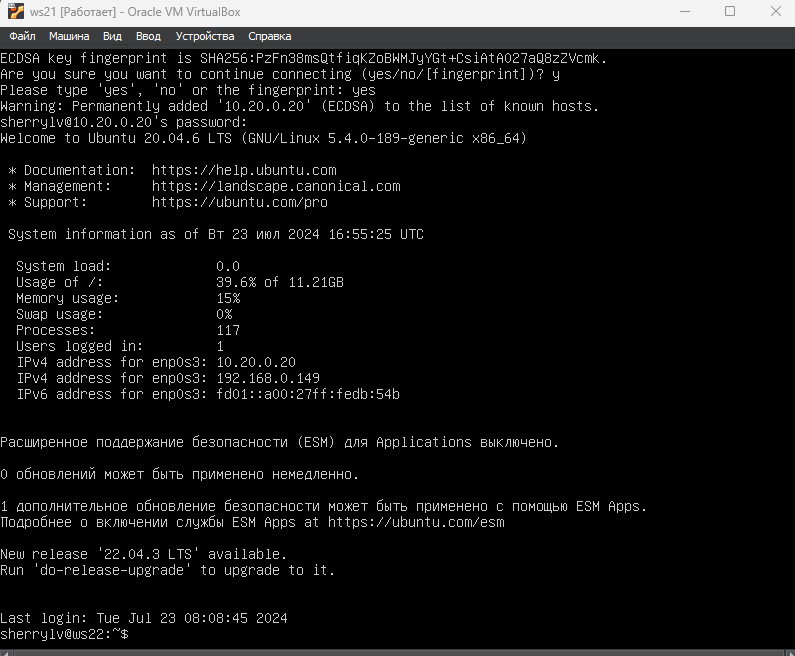 ws21 [Работает] - Oracle VM VirtualBox
Файл Машина Вид Ввод Устройства Справка
ECDSA key fingerprint is SHA256:PzFn38msQtfiqKZoBWMJyYGt+CsiAtA027aQ8zZVcmk.
Are you sure you want to continue connecting (yes/no/[fingerprint])? y
Please type 'yes', 'no' or the fingerprint: yes
Warning: Permanently added '10.20.0.20' (ECDSA) to the list of known hosts.
sherrylv@10.20.0.20's password:
Welcome to Ubuntu 20.04.6 LTS (GNU/Linux 5.4.0-189-generic x86_64)
* Documentation: https://help.ubuntu.com
* Management: https://landscape.canonical.com
* Support: https://ubuntu.com/pro
System information as of Вт 23 июл 2024 16:55:25 UTC
System load: 0.0
Usage of /: 39.6% of 11.21GB
Memory usage: 15%
Swap usage: 0%
Processes: 117
Users logged in: 1
IPv4 address for enp0s3: 10.20.0.20
IPv4 address for enp0s3: 192.168.0.149
IPv6 address for enp0s3: fd01::a00:27ff:fedb:54b
Расширенное поддержание безопасности (ESM) для Applications выключено.
0 обновлений может быть применено немедленно.
1 дополнительное обновление безопасности может быть применено с помощью ESM Apps.
Подробнее о включении службы ESM Apps at https://ubuntu.com/esm
New release '22.04.3 LTS' available.
Run 'do-release-upgrade' to upgrade to it.
Last login: Tue Jul 23 08:08:45 2024
sherrylv@ws22:~$